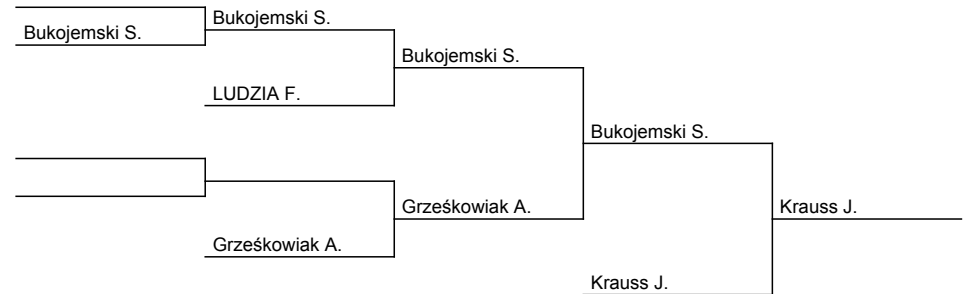 Bukojemski S.
Bukojemski S.
Bukojemski S.
LUDZIA F.
Bukojemski S.
Grześkowiak A.
Krauss J.
Grześkowiak A.
Krauss J.